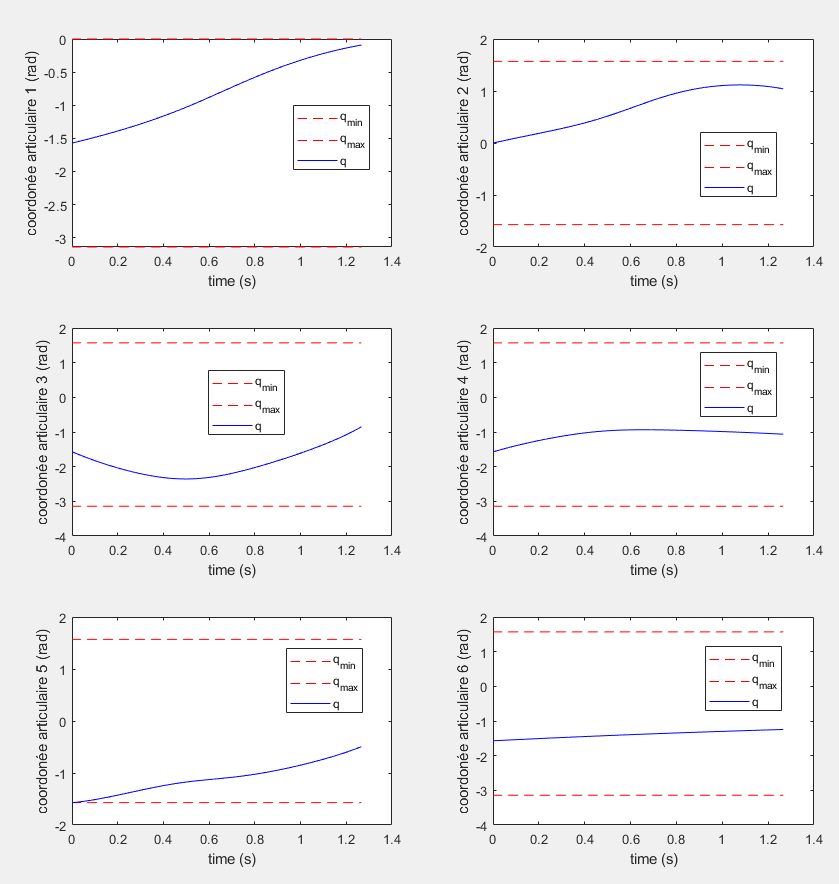 coordonée articulaire 1 (rad)
0
-0.5
-1
-1.5
-2
-2.5
-3
q_min
q_max
q
0 0.2 0.4 0.6 0.8 1 1.2 1.4
time (s)
coordonée articulaire 2 (rad)
2
1
0
-1
-2
q_min
q_max
q
0 0.2 0.4 0.6 0.8 1 1.2 1.4
time (s)
coordonnée articulaire 3 (rad)
2
1
0
-1
-2
-3
-4
q_min
q_max
q
0 0.2 0.4 0.6 0.8 1 1.2 1.4
time (s)
coordonnée articulaire 4 (rad)
2
1
0
-1
-2
-3
-4
q_min
q_max
q
0 0.2 0.4 0.6 0.8 1 1.2 1.4
time (s)
coordonnée articulaire 5 (rad)
2
1
0
-1
-2
q_min
q_max
q
0 0.2 0.4 0.6 0.8 1 1.2 1.4
time (s)
coordonnée articulaire 6 (rad)
2
1
0
-1
-2
-3
-4
q_min
q_max
q
0 0.2 0.4 0.6 0.8 1 1.2 1.4
time (s)